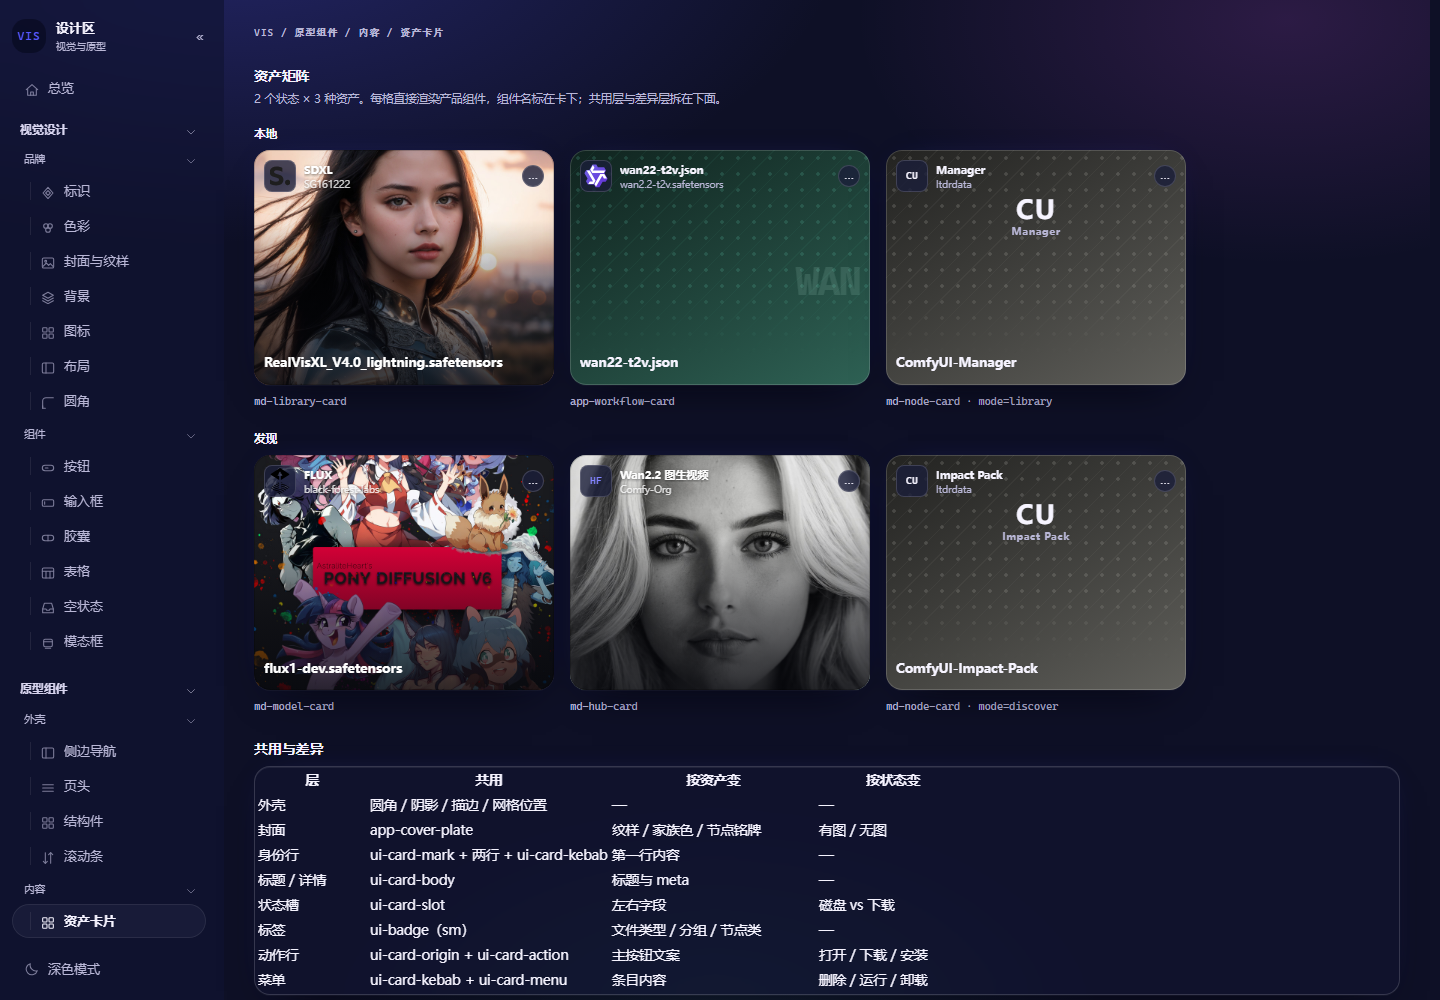 VIS
设计区
视觉与原型
«
总览
视觉设计
品牌
标识
色彩
封面与纹样
背景
图标
布局
圆角
组件
按钮
输入框
胶囊
表格
空状态
模态框
原型组件
外壳
侧边导航
页头
结构件
滚动条
内容
资产卡片
深色模式
VIS / 原型组件 / 内容 / 资产卡片
资产矩阵
2 个状态 × 3 种资产。每格直接渲染产品组件，组件名标在卡下；共用层与差异层拆在下面。
本地
S.
SDXL
SG161222
...
RealVisXL_V4.0_lightning.safetensors
md-library-card
wan22-t2v.json
wan2.2-t2v.safetensors
...
WAN
wan22-t2v.json
app-workflow-card
CU
Manager
ltdrdata
...
CU
Manager
ComfyUI-Manager
md-node-card · mode=library
发现
FLUX
black-forest-labs
...
PONY DIFFUSION V6
flux1-dev.safetensors
md-model-card
HF
Wan2.2 图生视频
Comfy-Org
...
md-hub-card
CU
Impact Pack
ltdrdata
...
CU
Impact Pack
ComfyUI-Impact-Pack
md-node-card · mode=discover
共用与差异
层 共用 按资产变 按状态变
外壳 圆角 / 阴影 / 描边 / 网格位置 — —
封面 app-cover-plate 纹样 / 家族色 / 节点铭牌 有图 / 无图
身份行 ui-card-mark + 两行 + ui-card-kebab 第一行内容 —
标题 / 详情 ui-card-body 标题与 meta —
状态槽 ui-card-slot 左右字段 磁盘 vs 下载
标签 ui-badge（sm） 文件类型 / 分组 / 节点类 —
动作行 ui-card-origin + ui-card-action 主按钮文案 打开 / 下载 / 安装
菜单 ui-card-kebab + ui-card-menu 条目内容 删除 / 运行 / 卸载